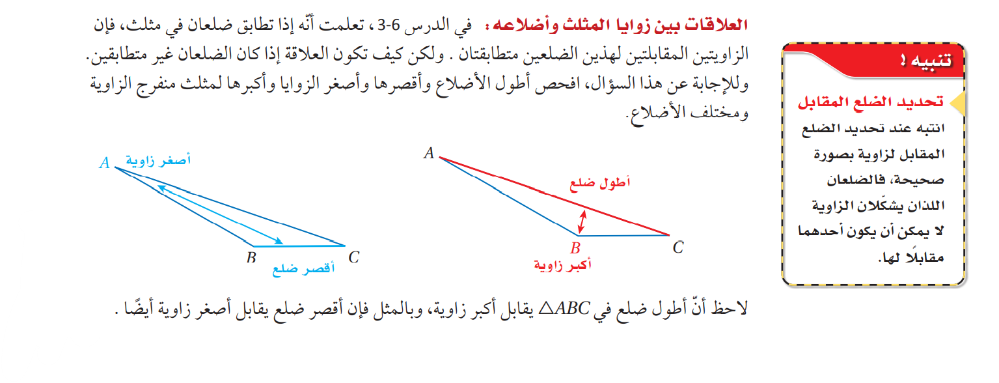 العلاقات بين زوايا المثلث وأضلاعه : في الدرس 6-3 ، تعلمت أنّه إذا تطابق ضلعان في مثلث، فإن
الزاويتين المقابلتين لهذين الضلعين متطابقتان . ولكن كيف تكون العلاقة إذا كان الضلعان غير متطابقين.
وللإجابة عن هذا السؤال، افحص أطول الأضلاع وأقصرها وأصغر الزوايا وأكبرها لمثلث منفرج الزاوية
ومختلف الأضلاع.
A
أطول ضلع
B
C
أكبر زاوية
A
أصغر زاوية
B
C
أقصر ضلع
لاحظ أنّ أطول ضلع في △ABC يقابل أكبر زاوية، وبالمثل فإن أقصر ضلع يقابل أصغر زاوية أيضًا .
تنبيه !
تحديد الضلع المقابل
انتبه عند تحديد الضلع
المقابل لزاوية بصورة
صحيحة، فالضلعان
اللذان يشكّلان الزاوية
لا يمكن أن يكون أحدهما
مقابلًا لها.